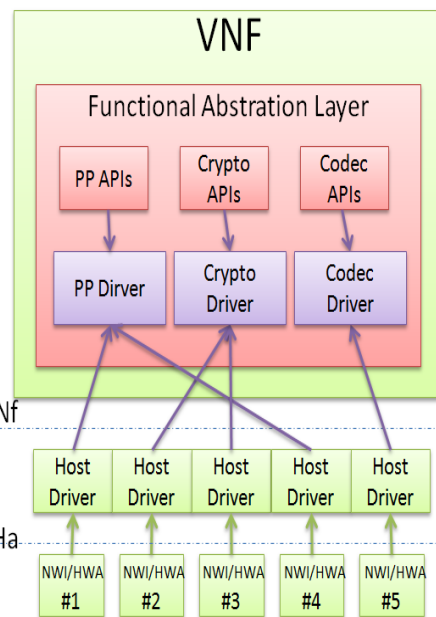 VNF
Functional Abstration Layer
PP APIs
Crypto
APIs
Codec
APIs
PP Dirver
Crypto
Driver
Codec
Driver
Nf
Host
Driver
Host
Driver
Host
Driver
Host
Driver
Host
Driver
Ha
NWI/HWA
#1
NWI/HWA
#2
NWI/HWA
#3
NWI/HWA
#4
NWI/HWA
#5